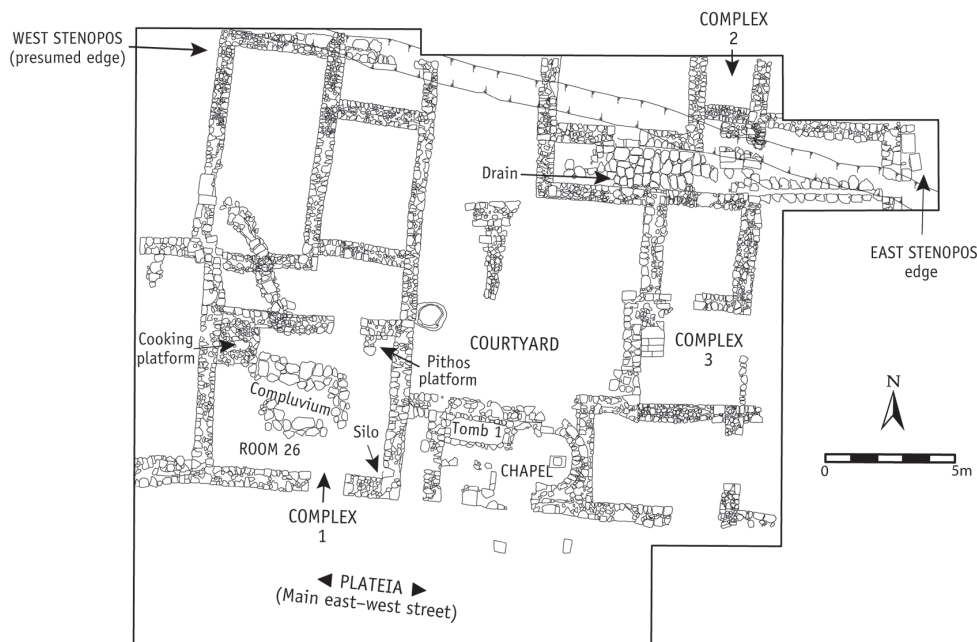 WEST STENOPOS
(presumed edge)
COMPLEX
2
Drain
EAST STENOPOS
edge
Cooking
platform
COURTYARD
COMPLEX
3
Pithos
platform
Compluvium
N
Tomb 1
Silo
ROOM 26
CHAPEL
0
5m
COMPLEX
1
PLATEIA
(Main east–west street)